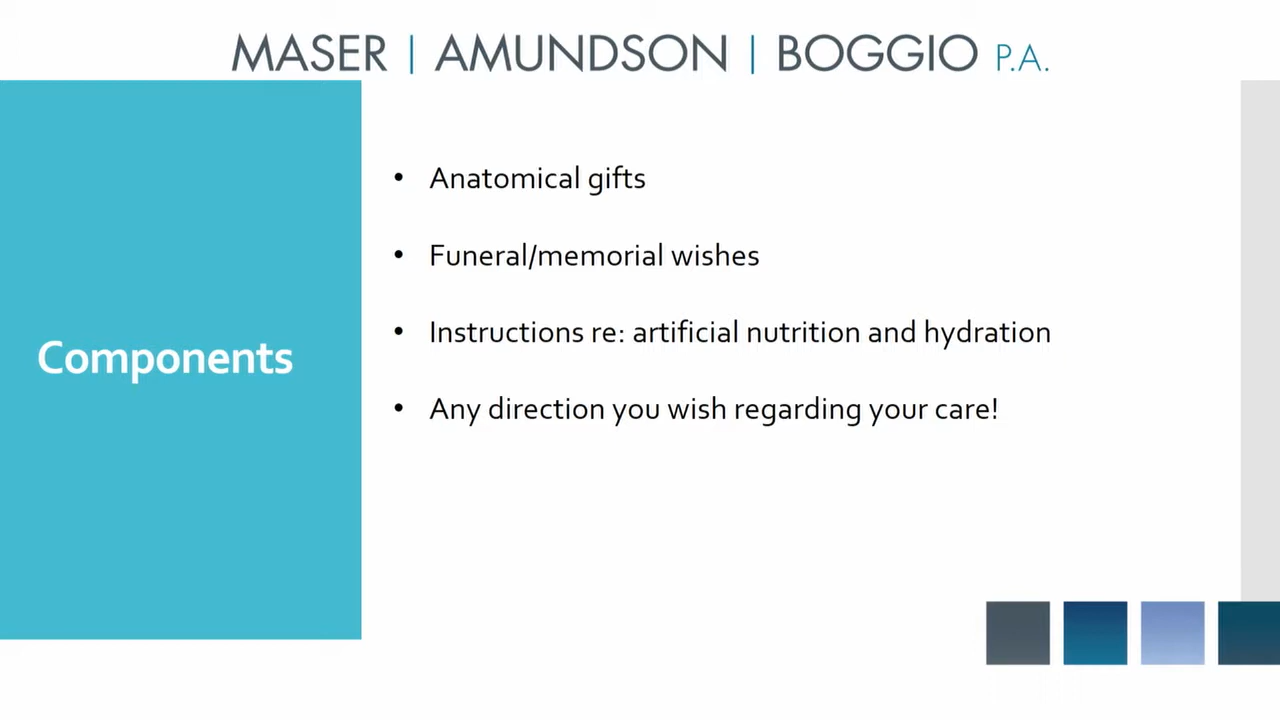 MASER | AMUNDSON | BOGGIO P.A.
Components
• Anatomical gifts
• Funeral/memorial wishes
• Instructions re: artificial nutrition and hydration
• Any direction you wish regarding your care!